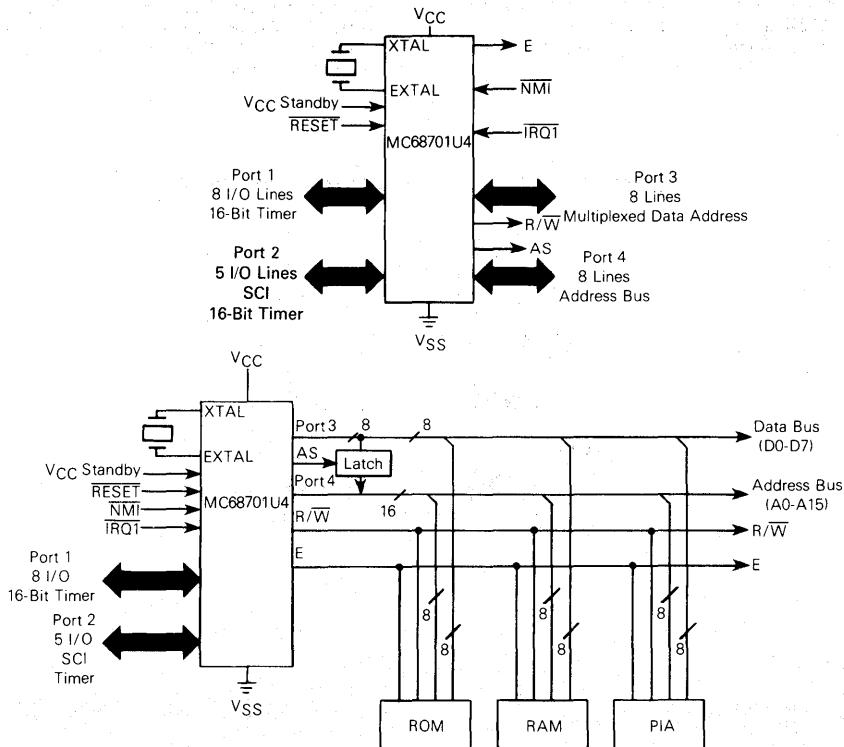 VCC
XTAL
E
EXTAL
NMI
VCC Standby
RESET
IRQ1
MC68701U4
Port 1
8 I/O Lines
16-Bit Timer
Port 3
8 Lines
Multiplexed Data Address
R/W
AS
Port 2
5 I/O Lines
SCI
16-Bit Timer
Port 4
8 Lines
Address Bus
VSS
VCC
XTAL
EXTAL
Port 3
8
8
Data Bus
(D0-D7)
AS
Latch
VCC Standby
RESET
NMI
IRQ1
MC68701U4
Port 4
16
Address Bus
(A0-A15)
R/W
R/W
E
E
Port 1
8 I/O
16-Bit Timer
Port 2
5 I/O
SCI
Timer
8
8
8
8
8
8
VSS
ROM
RAM
PIA